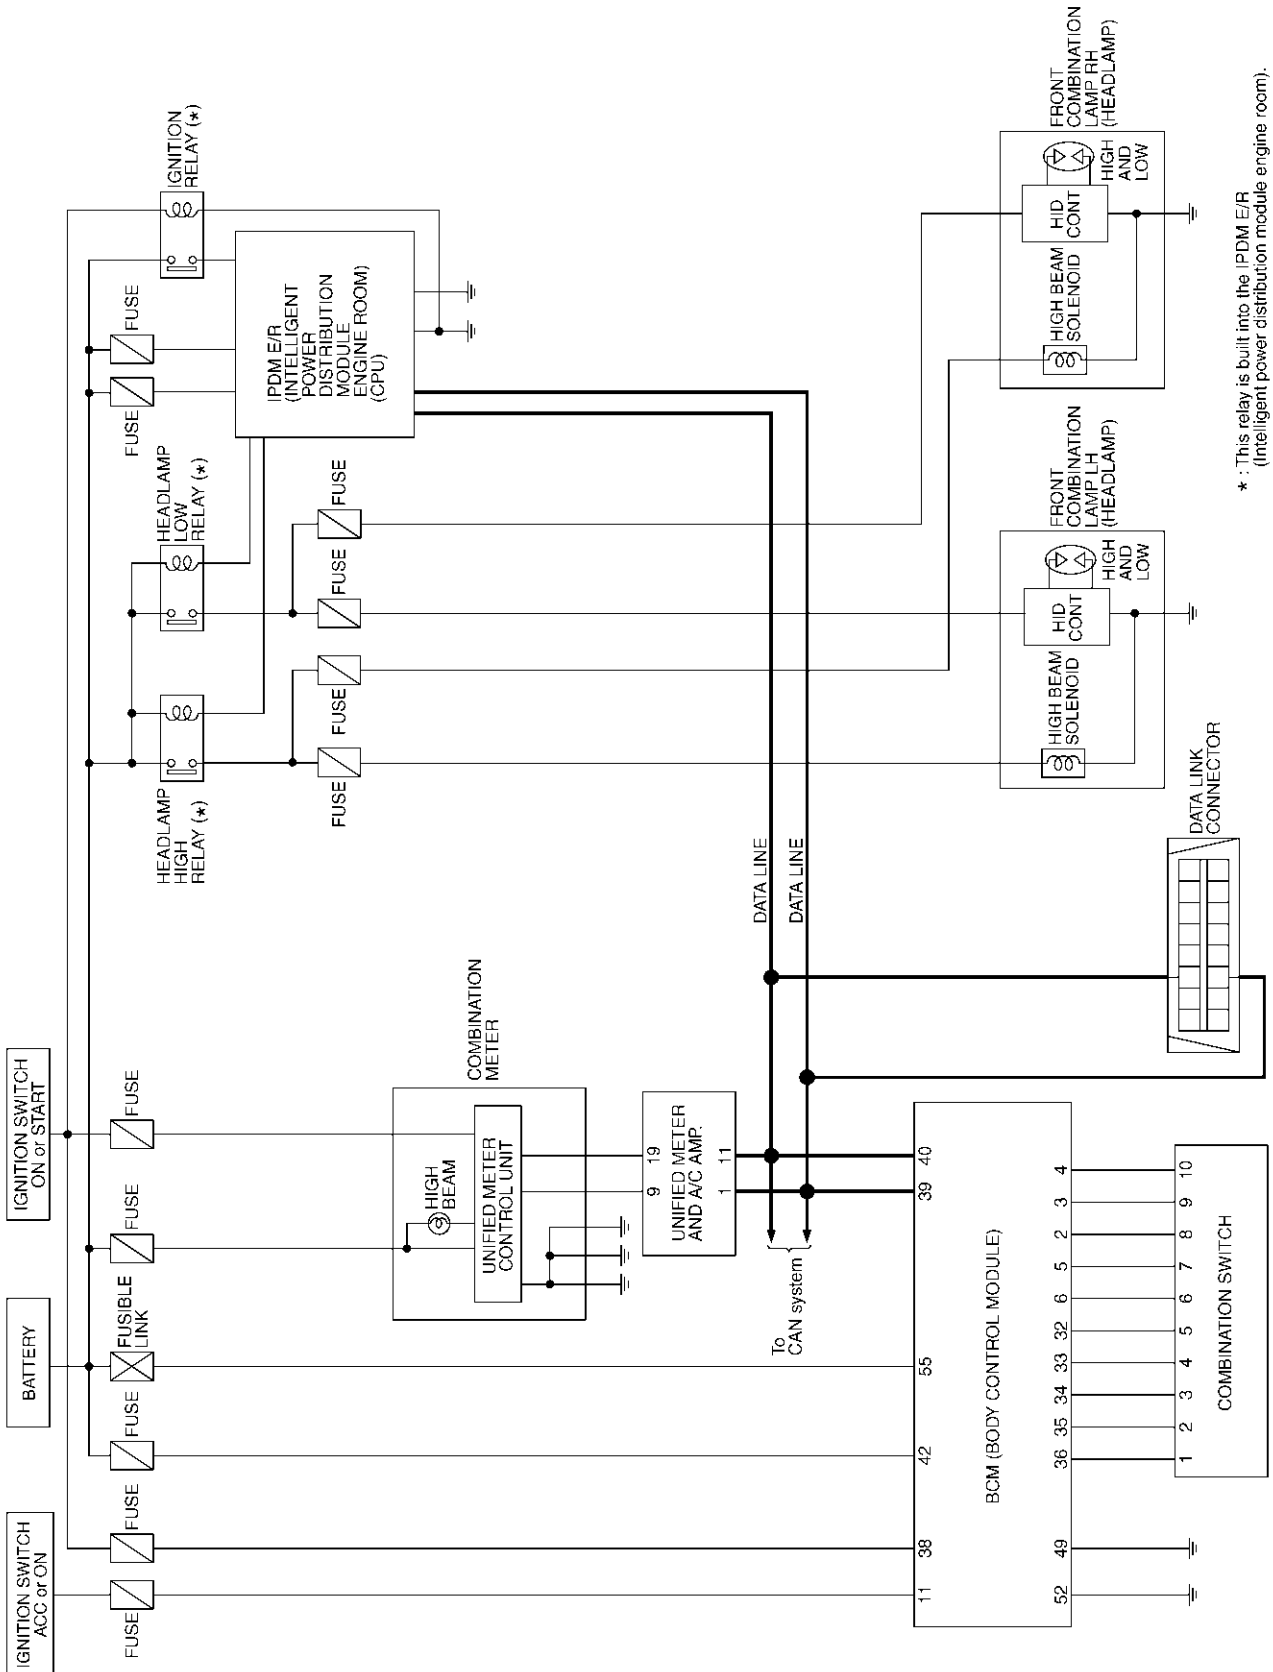 IGNITION SWITCH
ACC or ON
BATTERY
IGNITION SWITCH
ON or START
FUSE
FUSE
FUSE
FUSIBLE
LINK
FUSE
FUSE
HEADLAMP
HIGH
RELAY (*)
HEADLAMP
LOW
RELAY (*)
FUSE
FUSE
IGNITION
RELAY (*)
IPDM E/R
(INTELLIGENT
POWER
DISTRIBUTION
MODULE
ENGINE ROOM)
(CPU)
FUSE
FUSE
FUSE
FUSE
COMBINATION
METER
HIGH
BEAM
UNIFIED METER
CONTROL UNIT
9
19
UNIFIED METER
AND A/C AMP.
1
11
DATA LINE
DATA LINE
To
CAN system
11
38
42
55
39
40
BCM (BODY CONTROL MODULE)
52
49
36
35
34
33
32
6
5
2
3
4
1
2
3
4
5
6
7
8
9
10
COMBINATION SWITCH
DATA LINK
CONNECTOR
HIGH BEAM
SOLENOID
HID
CONT
HIGH
AND
LOW
FRONT
COMBINATION
LAMP LH
(HEADLAMP)
HIGH BEAM
SOLENOID
HID
CONT
HIGH
AND
LOW
FRONT
COMBINATION
LAMP RH
(HEADLAMP)
* : This relay is built into the IPDM E/R
(Intelligent power distribution module engine room).